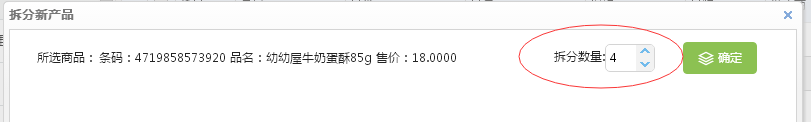 拆分新产品
所选商品： 条码：4719858573920 品名：幼幼屋牛奶蛋酥85g 售价：18.0000 拆分数量:4 确定